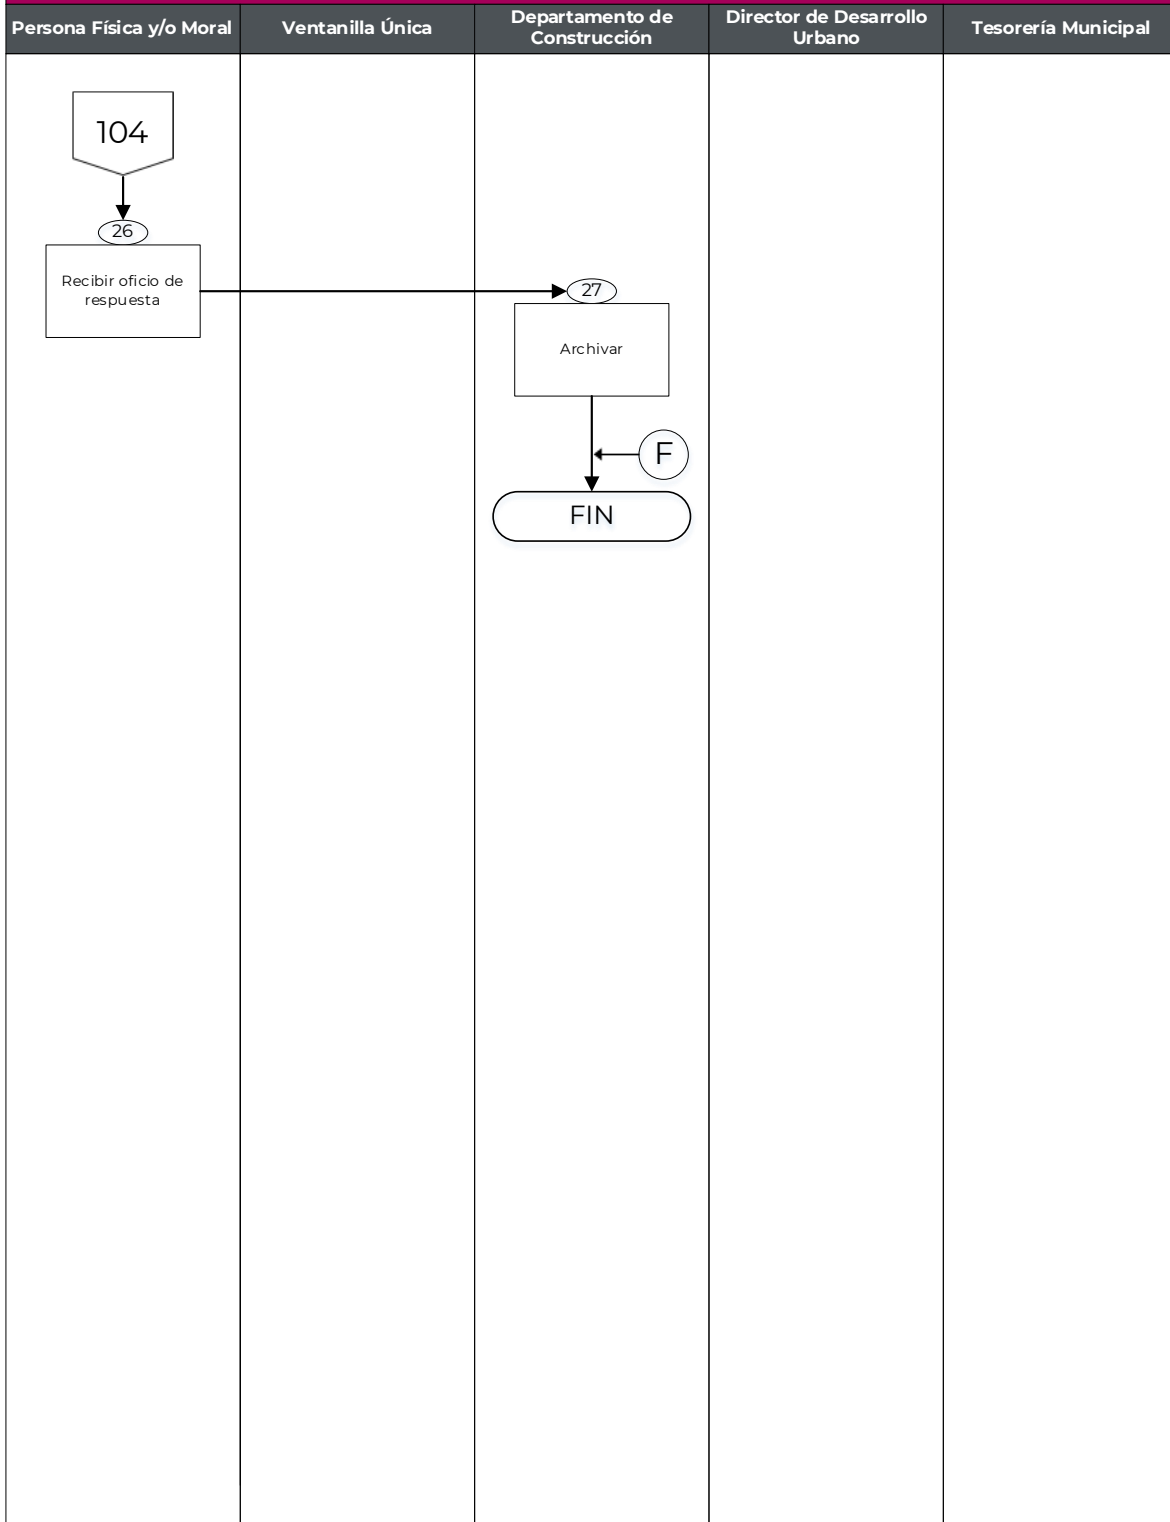 Persona Física y/o Moral
Ventanilla Única
Departamento de
Construcción
Director de Desarrollo
Urbano
Tesorería Municipal
104
26
Recibir oficio de
respuesta
27
Archivar
F
FIN